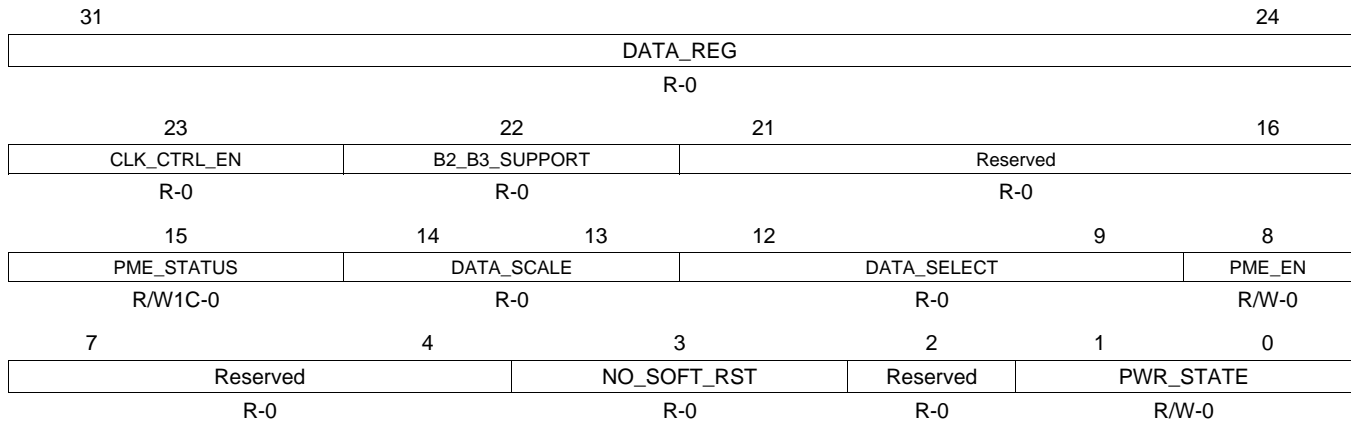 31 24
DATA_REG
R-0
23 22 21 16
CLK_CTRL_EN B2_B3_SUPPORT Reserved
R-0 R-0 R-0
15 14 13 12 9 8
PME_STATUS DATA_SCALE DATA_SELECT PME_EN
R/W1C-0 R-0 R-0 R/W-0
7 4 3 2 1 0
Reserved NO_SOFT_RST Reserved PWR_STATE
R-0 R-0 R-0 R/W-0